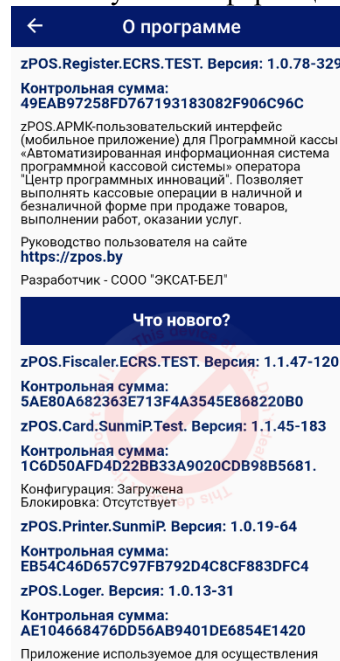 ← О программе
zPOS.Register.ECRS.TEST. Версия: 1.0.78-329
Контрольная сумма:
49EAB97258FD767193183082F906C96C
zPOS.АРМК-пользовательский интерфейс
(мобильное приложение) для Программной кассы
«Автоматизированная информационная система
программной кассовой системы» оператора
"Центр программных инноваций". Позволяет
выполнять кассовые операции в наличной и
безналичной форме при продаже товаров,
выполнении работ, оказании услуг.
Руководство пользователя на сайте
https://zpos.by
Разработчик - СООО "ЭКСАТ-БЕЛ"
Что нового?
zPOS.Fiscaler.ECRS.TEST. Версия: 1.1.47-120
Контрольная сумма:
5AE80A682363E713F4A3545E868220B0
zPOS.Card.SunmiP.Test. Версия: 1.1.45-183
Контрольная сумма:
1C6D50AFD4D22BB33A9020CDB98B5681.
Конфигурация: Загружена
Блокировка: Отсутствует
zPOS.Printer.SunmiP. Версия: 1.0.19-64
Контрольная сумма:
EB54C46D657C97FB792D4C8CF883DFC4
zPOS.Loger. Версия: 1.0.13-31
Контрольная сумма:
AE104668476DD56AB9401DE6854E1420
Приложение используемое для осуществления